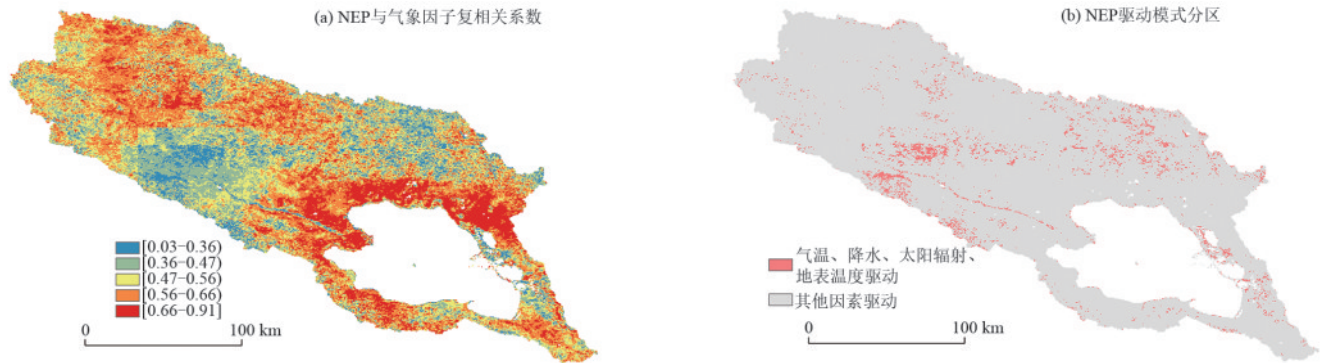 (a) NEP与气象因子复相关系数
[0.03-0.36)
[0.36-0.47)
[0.47-0.56)
[0.56-0.66)
[0.66-0.91]
0
100 km
(b) NEP驱动模式分区
气温、降水、太阳辐射、
地表温度驱动
其他因素驱动
0
100 km